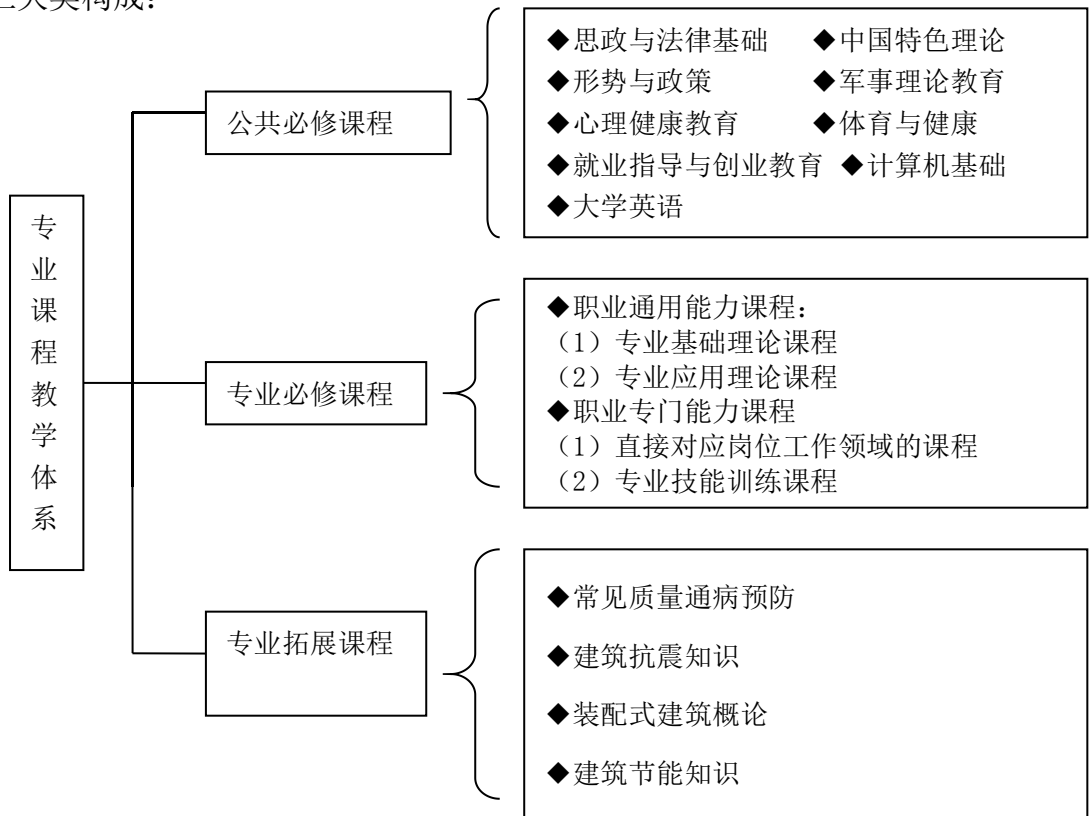 三大类构成：
专业课程教学体系
公共必修课程
◆思政与法律基础 ◆中国特色理论
◆形势与政策 ◆军事理论教育
◆心理健康教育 ◆体育与健康
◆就业指导与创业教育 ◆计算机基础
◆大学英语
专业必修课程
◆职业通用能力课程：
（1）专业基础理论课程
（2）专业应用理论课程
◆职业专门能力课程
（1）直接对应岗位工作领域的课程
（2）专业技能训练课程
专业拓展课程
◆常见质量通病预防
◆建筑抗震知识
◆装配式建筑概论
◆建筑节能知识